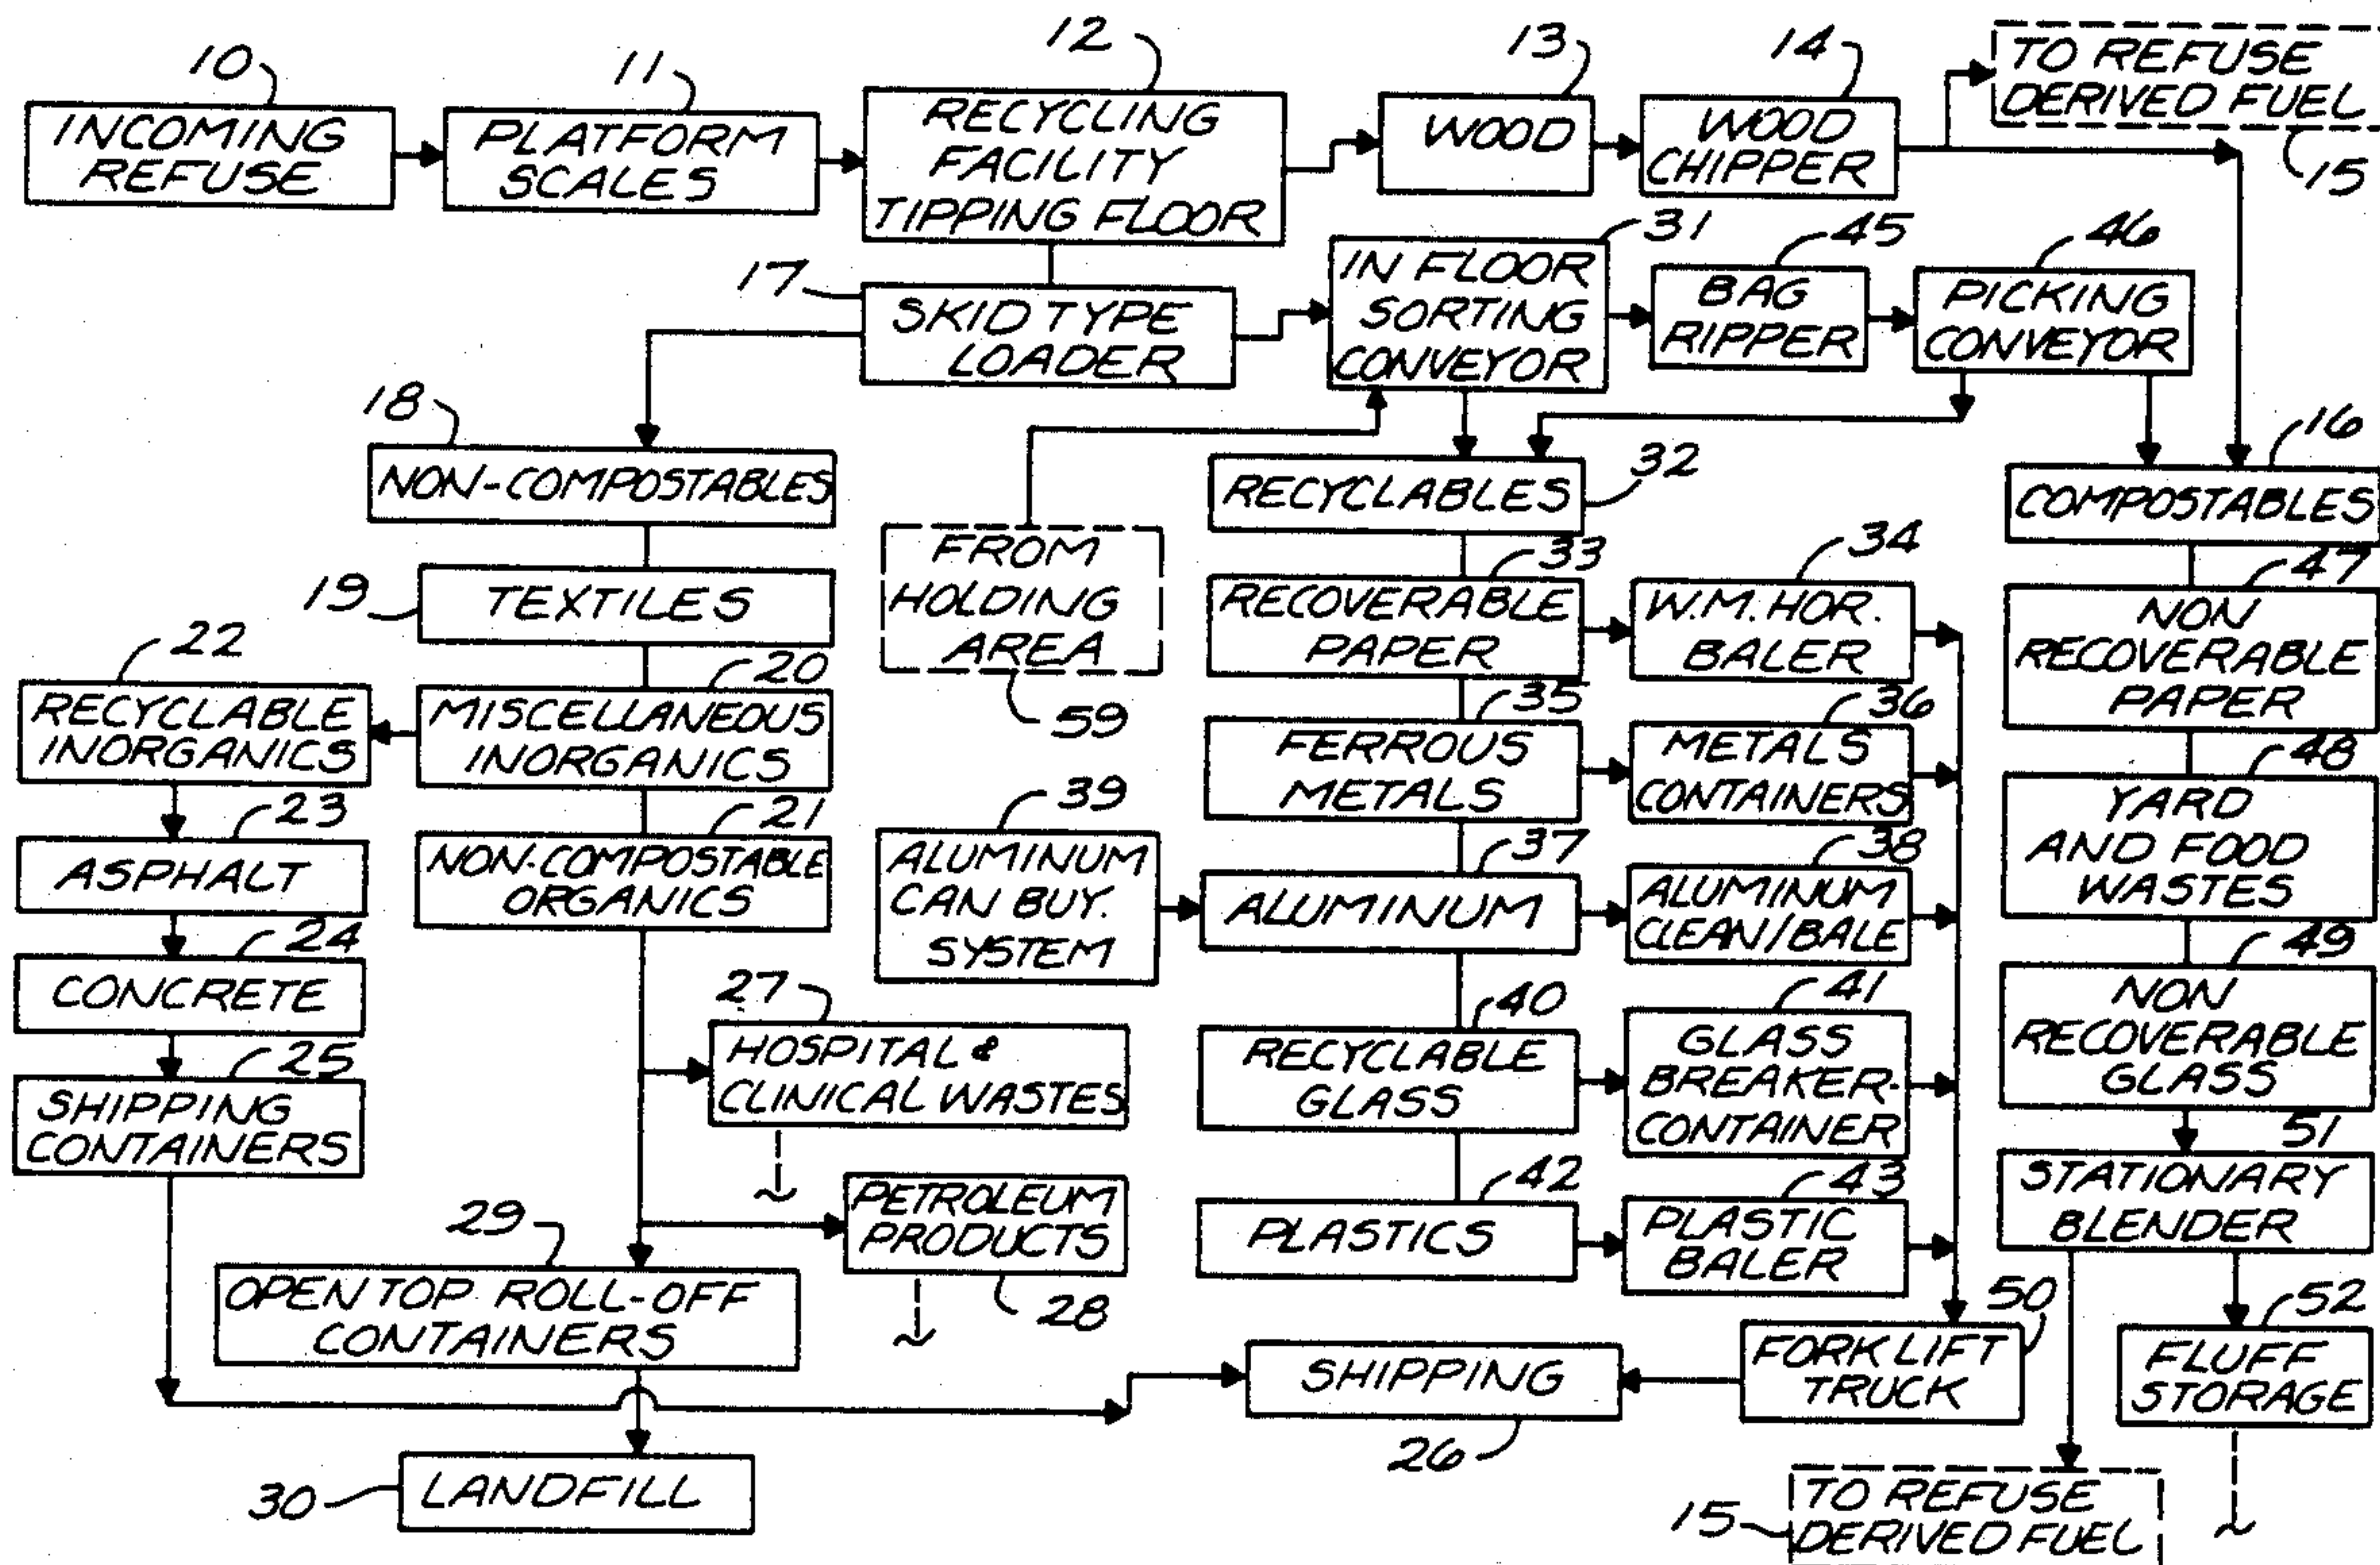 10
INCOMING
REFUSE
11
PLATFORM
SCALES
12
RECYCLING
FACILITY
TIPPING FLOOR
13
WOOD
14
WOOD
CHIPPER
TO REFUSE
DERIVED FUEL
15
17
SKID TYPE
LOADER
31
IN FLOOR
SORTING
CONVEYOR
45
BAG
RIPPER
46
PICKING
CONVEYOR
18
NON-COMPOSTABLES
19
TEXTILES
20
MISCELLANEOUS
INORGANICS
22
RECYCLABLE
INORGANICS
23
ASPHALT
24
CONCRETE
25
SHIPPING
CONTAINERS
21
NON-COMPOSTABLE
ORGANICS
27
HOSPITAL &
CLINICAL WASTES
PETROLEUM
PRODUCTS
28
29
OPEN TOP ROLL-OFF
CONTAINERS
30
LANDFILL
FROM
HOLDING
AREA
59
32
RECYCLABLES
33
RECOVERABLE
PAPER
34
W.M. HOR.
BALER
35
FERROUS
METALS
36
METALS
CONTAINERS
39
ALUMINUM
CAN BUY.
SYSTEM
37
ALUMINUM
38
ALUMINUM
CLEAN/BALE
40
RECYCLABLE
GLASS
41
GLASS
BREAKER-
CONTAINER
42
PLASTICS
43
PLASTIC
BALER
50
FORK LIFT
TRUCK
SHIPPING
26
16
COMPOSTABLES
47
NON
RECOVERABLE
PAPER
48
YARD
AND FOOD
WASTES
49
NON
RECOVERABLE
GLASS
51
STATIONARY
BLENDER
52
FLUFF
STORAGE
15
TO REFUSE
DERIVED FUEL